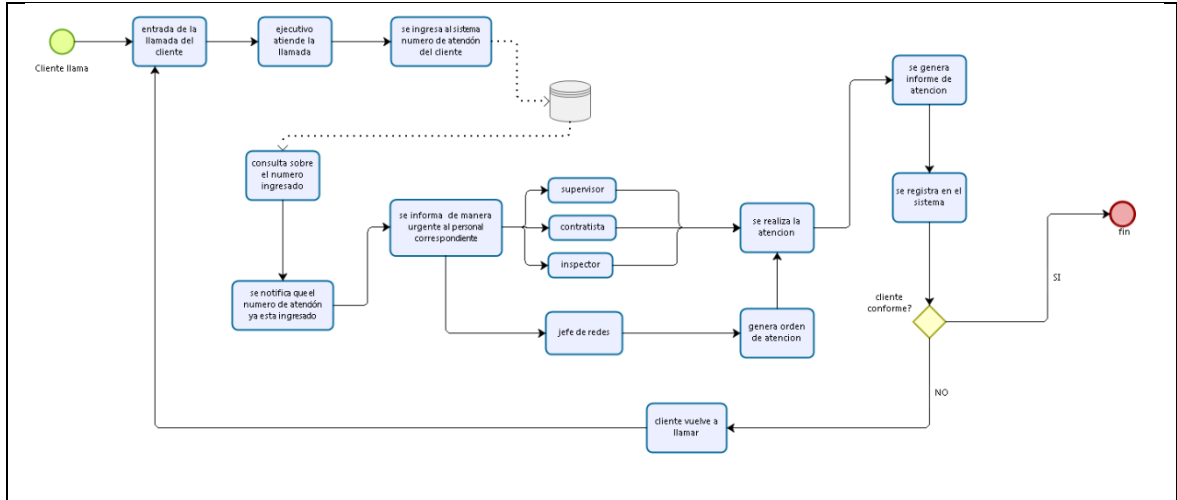 Cliente llama
entrada de la
llamada del
cliente
ejecutivo
atiende la
llamada
se ingresa al sistema
numero de atención
del cliente
consulta sobre
el numero
ingresado
se notifica que el
numero de atención
ya esta ingresado
se informa de manera
urgente al personal
correspondiente
supervisor
contratista
inspector
jefe de redes
genera orden
de atencion
se realiza la
atencion
se genera
informe de
atencion
se registra en el
sistema
cliente
conforme?
SI
fin
NO
cliente vuelve a
llamar